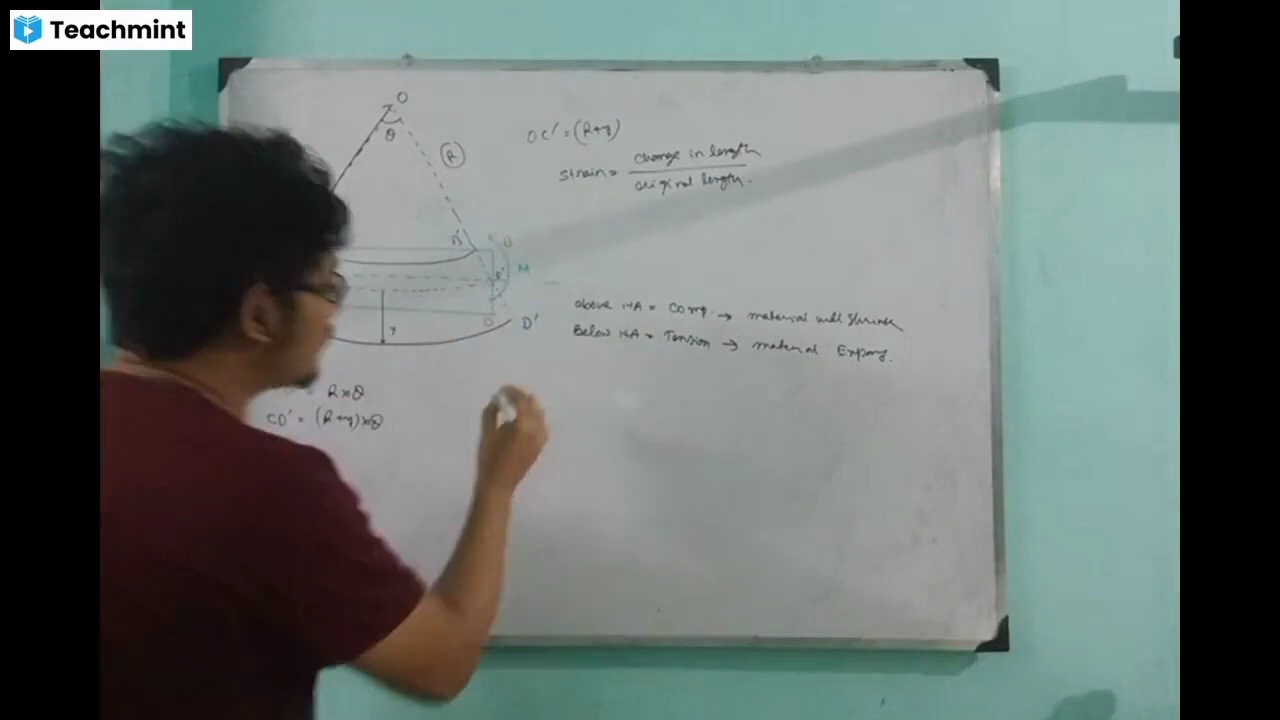 Teachmint
O
θ
R
OC' = (R+y)
Strain = change in length
original length.
B'
B
M
D
D'
above NA = Comp. → material will shrink
Below NA = Tension → material Expand.
= R×θ
CD' = (R+y)×θ